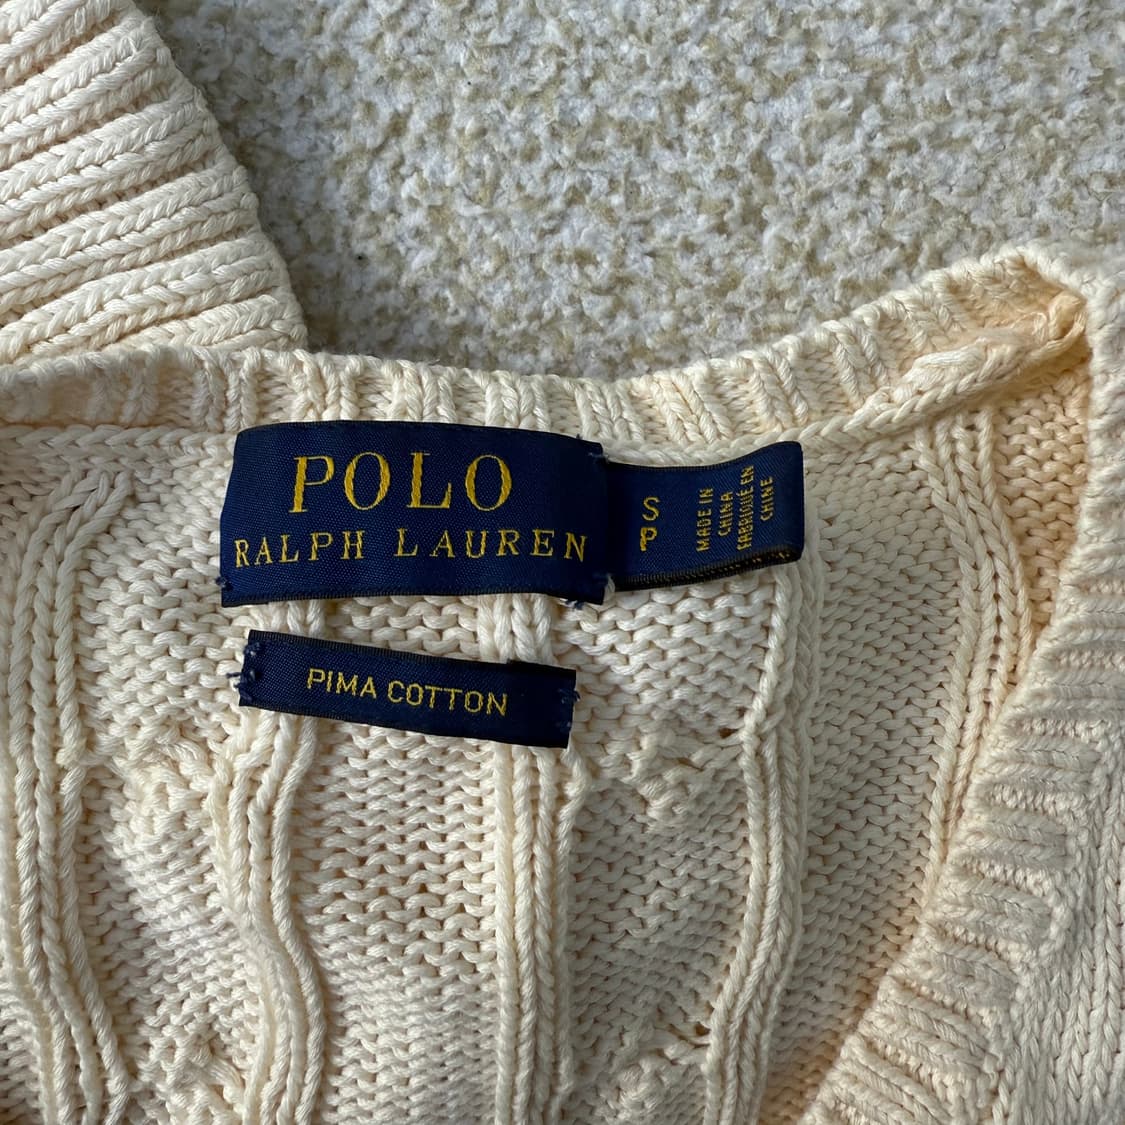 POLO
RALPH LAUREN
S
P
MADE IN
CHINA
FABRIQUÉ EN
CHINE
PIMA COTTON